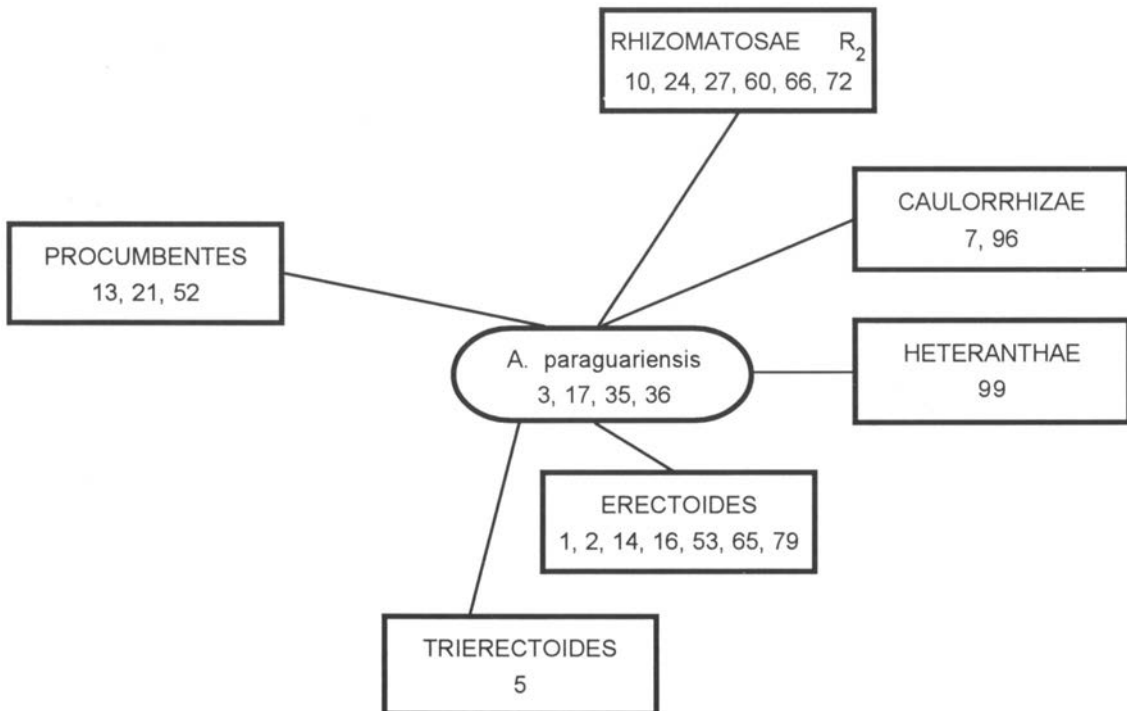 RHIZOMATOSAE R2
10, 24, 27, 60, 66, 72
CAULORRHIZAE
7, 96
PROCUMBENTES
13, 21, 52
HETERANTHAE
99
A. paraguariensis
3, 17, 35, 36
ERECTOIDES
1, 2, 14, 16, 53, 65, 79
TRIERECTOIDES
5